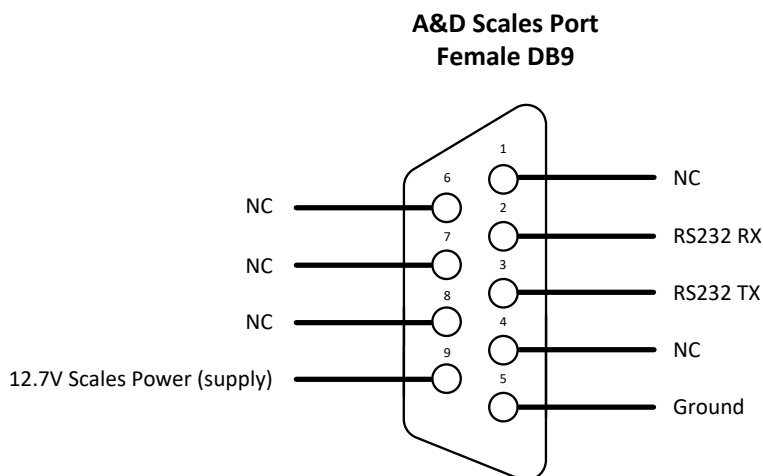 A&D Scales Port
Female DB9
1
NC
6
NC
2
RS232 RX
7
NC
3
RS232 TX
8
NC
4
NC
9
12.7V Scales Power (supply)
5
Ground